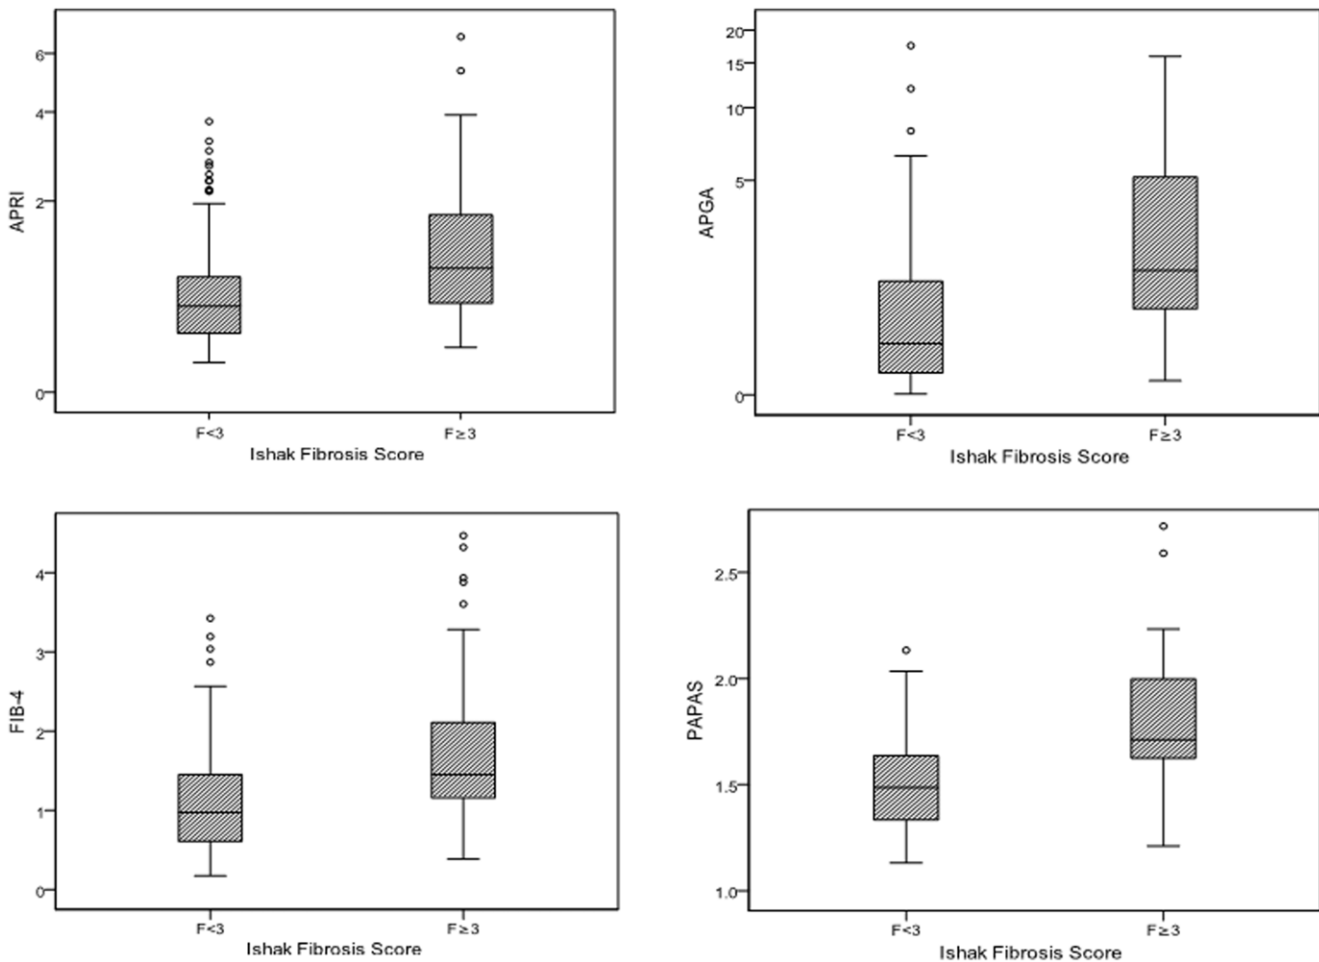 APRI
6
4
2
0
F<3 F≥3
Ishak Fibrosis Score
APGA
20
15
10
5
0
F<3 F≥3
Ishak Fibrosis Score
FIB-4
4
3
2
1
0
F<3 F≥3
Ishak Fibrosis Score
PAPAS
2.5
2.0
1.5
1.0
F<3 F≥3
Ishak Fibrosis Score